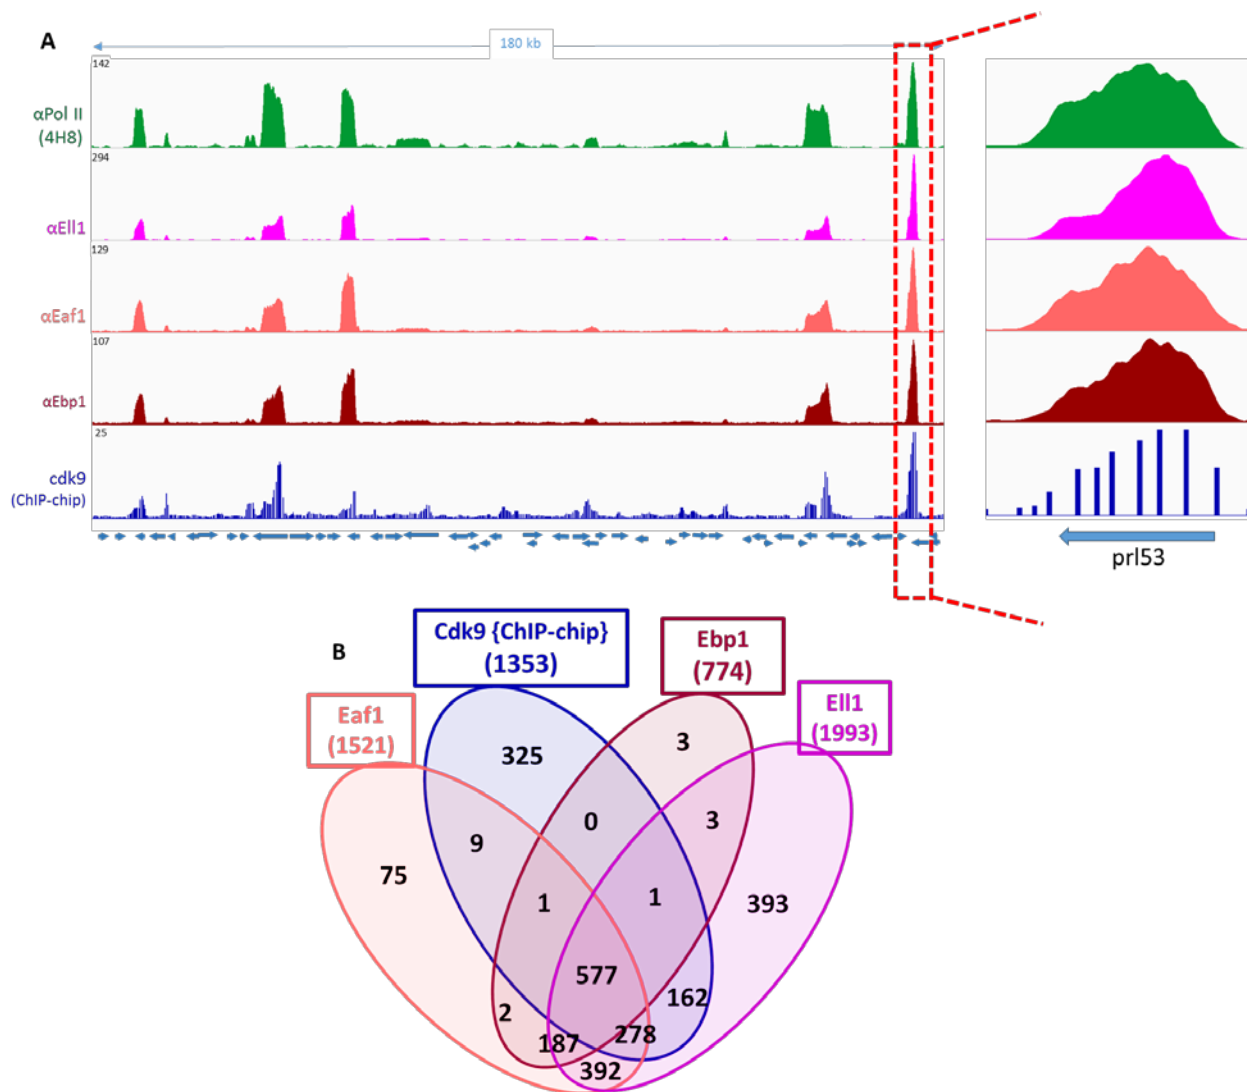 A
180 kb
142
αPol II
(4H8)
294
αEll1
129
αEaf1
107
αEbp1
25
cdk9
(ChIP-chip)
prl53
B
Cdk9 {ChIP-chip}
(1353)
Ebp1
(774)
Eaf1
(1521)
Ell1
(1993)
325
3
0
3
9
75
1
1
393
577
162
2
187
278
392